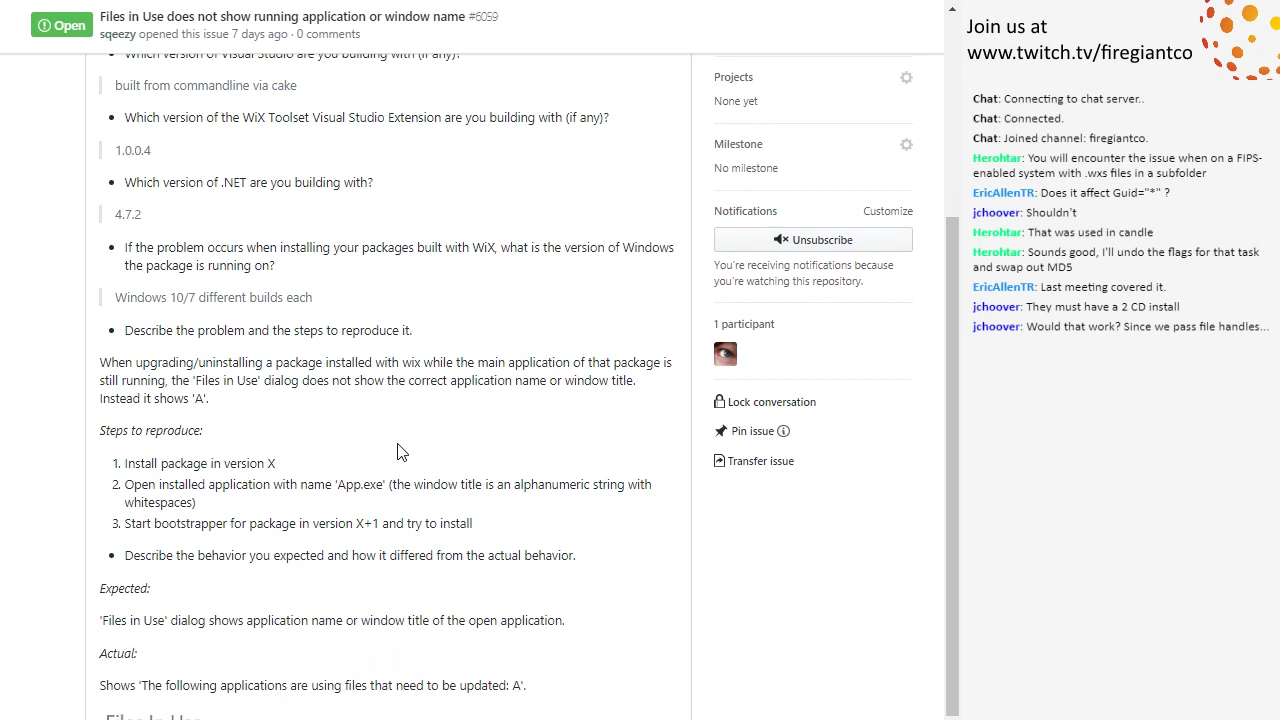 Open
Files in Use does not show running application or window name #6059
sqeezy opened this issue 7 days ago · 0 comments
Which version of Visual Studio are you building with (if any)?
built from commandline via cake
Which version of the WiX Toolset Visual Studio Extension are you building with (if any)?
1.0.0.4
Which version of .NET are you building with?
4.7.2
If the problem occurs when installing your packages built with WiX, what is the version of Windows
the package is running on?
Windows 10/7 different builds each
Describe the problem and the steps to reproduce it.
When upgrading/uninstalling a package installed with wix while the main application of that package is
still running, the 'Files in Use' dialog does not show the correct application name or window title.
Instead it shows 'A'.
Steps to reproduce:
1. Install package in version X
2. Open installed application with name 'App.exe' (the window title is an alphanumeric string with
whitespaces)
3. Start bootstrapper for package in version X+1 and try to install
Describe the behavior you expected and how it differed from the actual behavior.
Expected:
'Files in Use' dialog shows application name or window title of the open application.
Actual:
Shows 'The following applications are using files that need to be updated: A'.
Files In Use
Projects
None yet
Milestone
No milestone
Notifications
Customize
Unsubscribe
You're receiving notifications because
you're watching this repository.
1 participant
Lock conversation
Pin issue
Transfer issue
Join us at
www.twitch.tv/firegiantco
Chat: Connecting to chat server..
Chat: Connected.
Chat: Joined channel: firegiantco.
Herohtar: You will encounter the issue when on a FIPS-
enabled system with .wxs files in a subfolder
EricAllenTR: Does it affect Guid="*" ?
jchoover: Shouldn't
Herohtar: That was used in candle
Herohtar: Sounds good, I'll undo the flags for that task
and swap out MD5
EricAllenTR: Last meeting covered it.
jchoover: They must have a 2 CD install
jchoover: Would that work? Since we pass file handles...